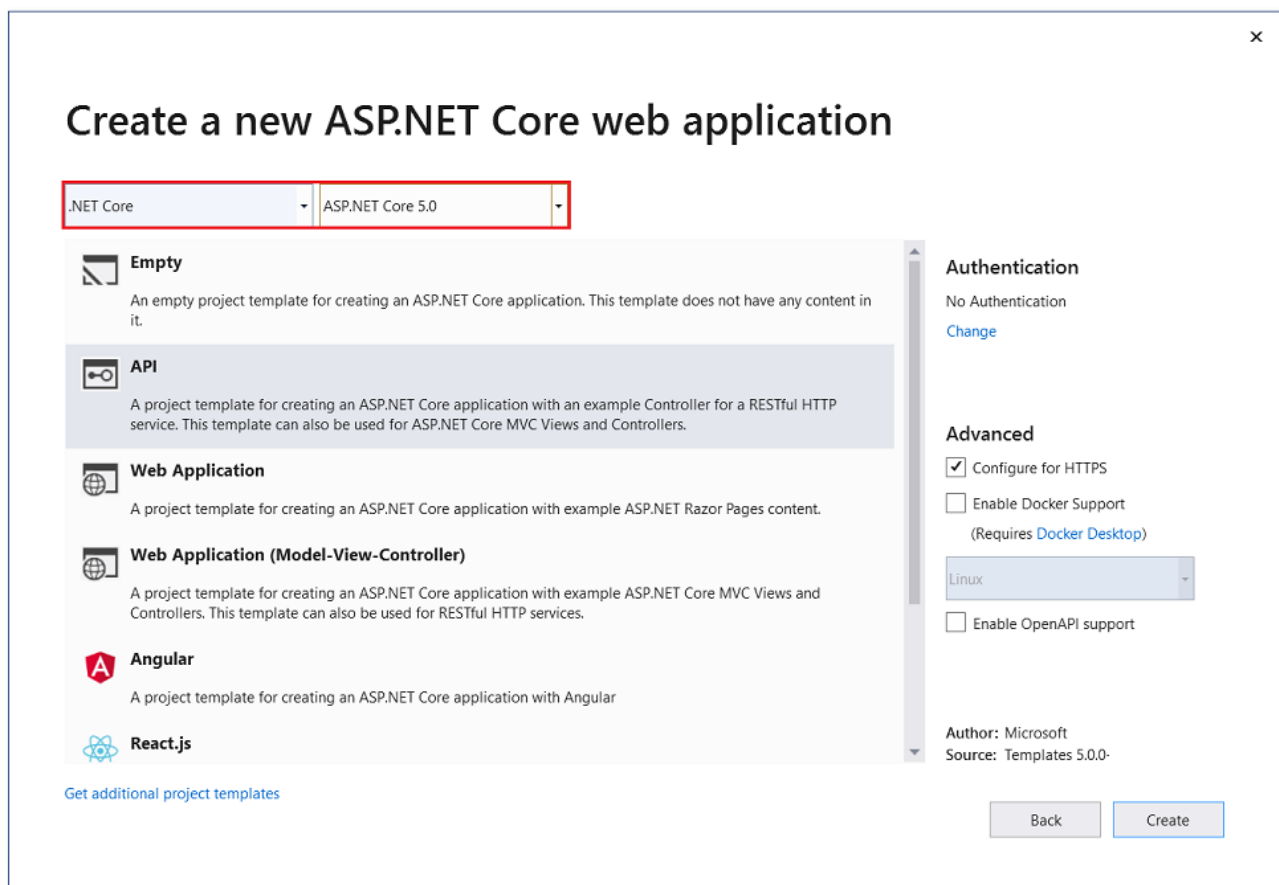 Create a new ASP.NET Core web application
.NET Core
ASP.NET Core 5.0
Empty
An empty project template for creating an ASP.NET Core application. This template does not have any content in
it.
API
A project template for creating an ASP.NET Core application with an example Controller for a RESTful HTTP
service. This template can also be used for ASP.NET Core MVC Views and Controllers.
Web Application
A project template for creating an ASP.NET Core application with example ASP.NET Razor Pages content.
Web Application (Model-View-Controller)
A project template for creating an ASP.NET Core application with example ASP.NET Core MVC Views and
Controllers. This template can also be used for RESTful HTTP services.
Angular
A project template for creating an ASP.NET Core application with Angular
React.js
Get additional project templates
Authentication
No Authentication
Change
Advanced
Configure for HTTPS
Enable Docker Support
(Requires Docker Desktop)
Linux
Enable OpenAPI support
Author: Microsoft
Source: Templates 5.0.0-
Back
Create